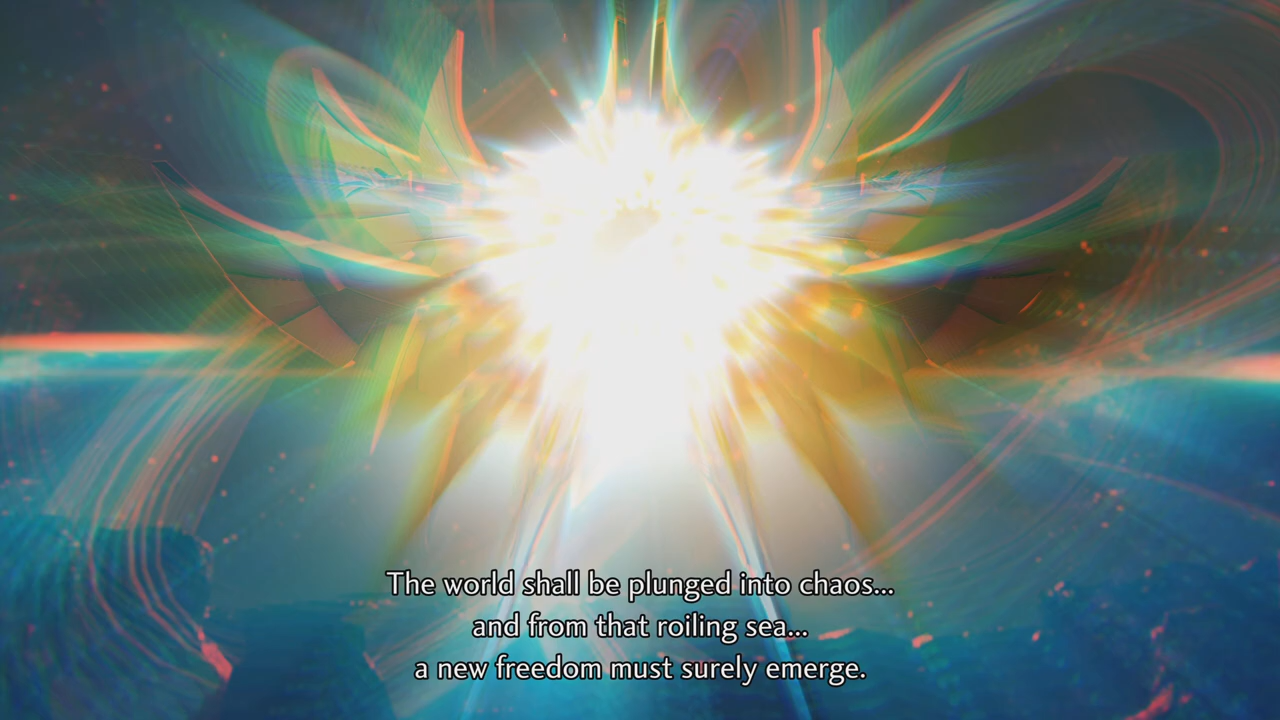 The world shall be plunged into chaos...
and from that roiling sea...
a new freedom must surely emerge.